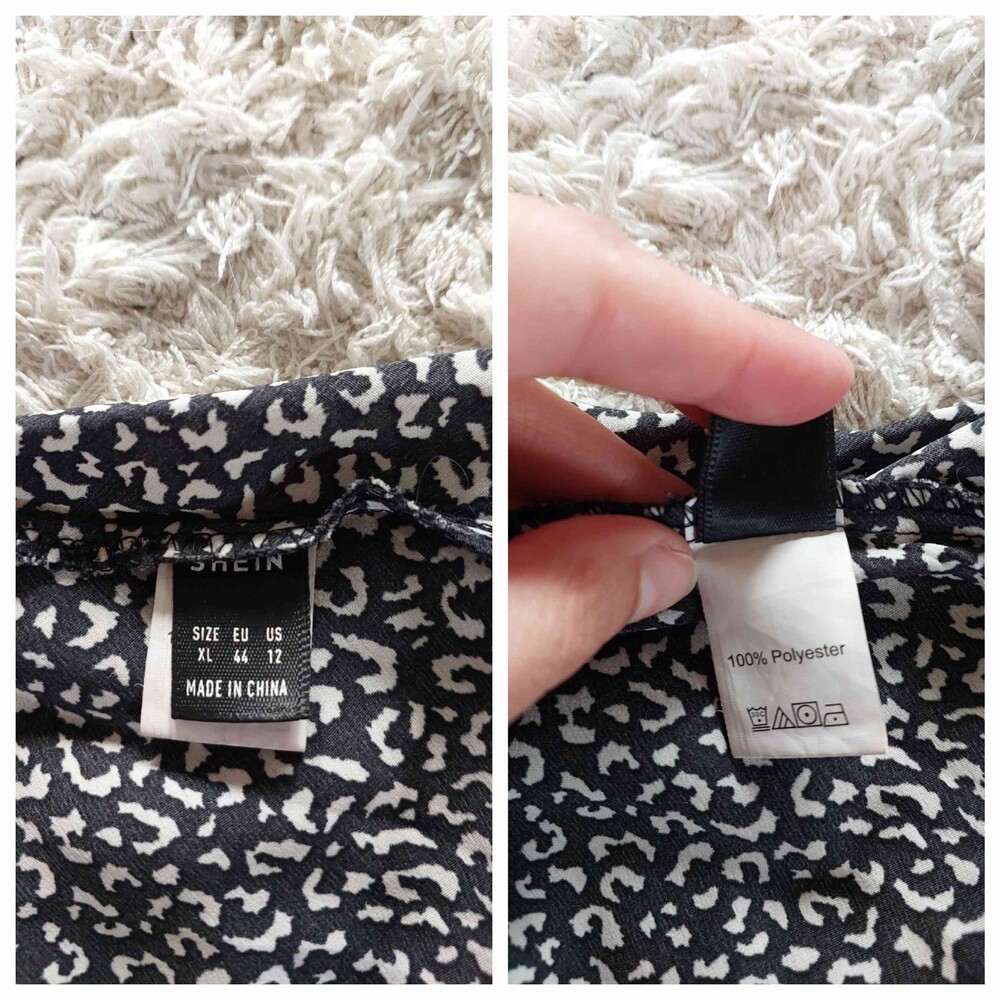 SHEIN
SIZE EU US
XL 44 12
MADE IN CHINA
100% Polyester